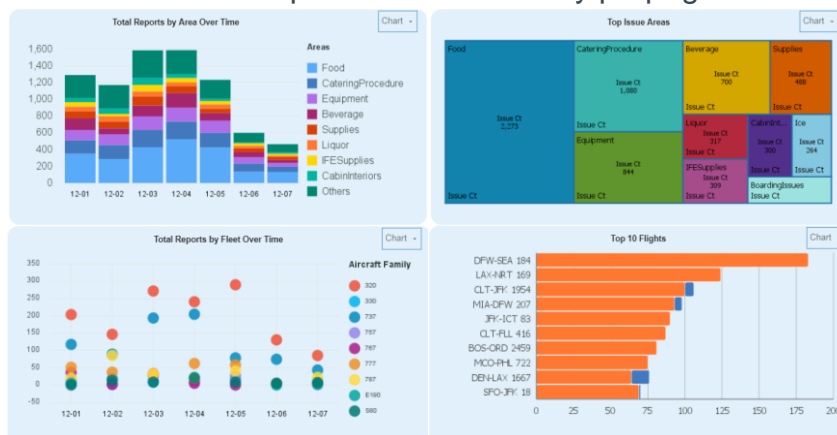 Total Reports by Area Over Time
Chart
1,600
1,400
1,200
1,000
800
600
400
200
0
12-01 12-02 12-03 12-04 12-05 12-06 12-07
Areas
Food
CateringProcedure
Equipment
Beverage
Supplies
Liquor
IFESupplies
CabinInteriors
Others
Top Issue Areas
Chart
Food
Issue Ct
2,273
Issue Ct
CateringProcedure
Issue Ct
1,080
Issue Ct
Equipment
Issue Ct
844
Issue Ct
Beverage
Issue Ct
700
Issue Ct
Supplies
Issue Ct
488
Issue Ct
Liquor
Issue Ct
317
Issue Ct
CabinInt...
Issue Ct
300
Issue Ct
Ice
Issue Ct
264
Issue Ct
IFESupplies
Issue Ct
309
Issue Ct
BoardingIssues
Issue Ct
Total Reports by Fleet Over Time
Chart
350
300
250
200
150
100
50
0
-50
12-01 12-02 12-03 12-04 12-05 12-06 12-07
Aircraft Family
320
330
737
757
767
777
787
E190
S80
Top 10 Flights
Chart
DFW-SEA 184
LAX-NRT 169
CLT-JFK 1954
MIA-DFW 207
JFK-ICT 83
CLT-FLL 416
BOS-ORD 2459
MCO-PHL 722
DEN-LAX 1667
SFO-JFK 18
0 25 50 75 100 125 150 175 200